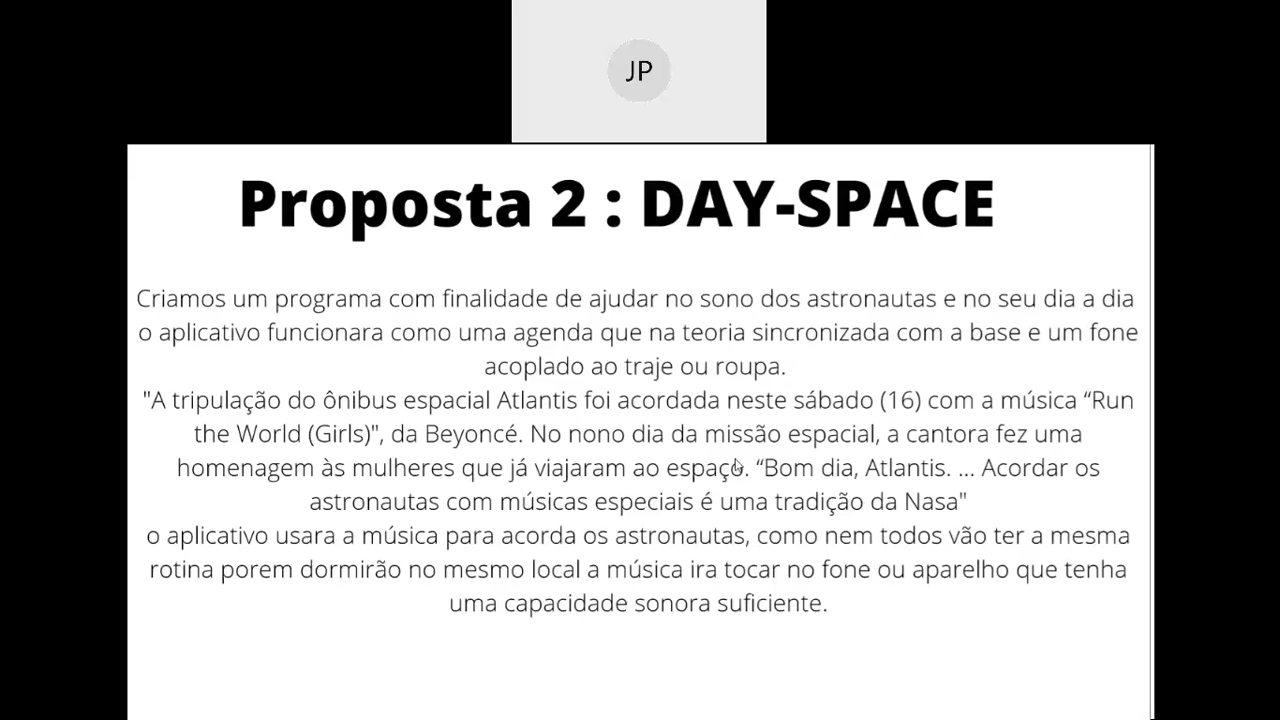 JP
Proposta 2 : DAY-SPACE
Criamos um programa com finalidade de ajudar no sono dos astronautas e no seu dia a dia
o aplicativo funcionara como uma agenda que na teoria sincronizada com a base e um fone
acoplado ao traje ou roupa.
"A tripulação do ônibus espacial Atlantis foi acordada neste sábado (16) com a música “Run
the World (Girls)", da Beyoncé. No nono dia da missão espacial, a cantora fez uma
homenagem às mulheres que já viajaram ao espaço. “Bom dia, Atlantis. ... Acordar os
astronautas com músicas especiais é uma tradição da Nasa"
o aplicativo usara a música para acorda os astronautas, como nem todos vão ter a mesma
rotina porem dormirão no mesmo local a música ira tocar no fone ou aparelho que tenha
uma capacidade sonora suficiente.